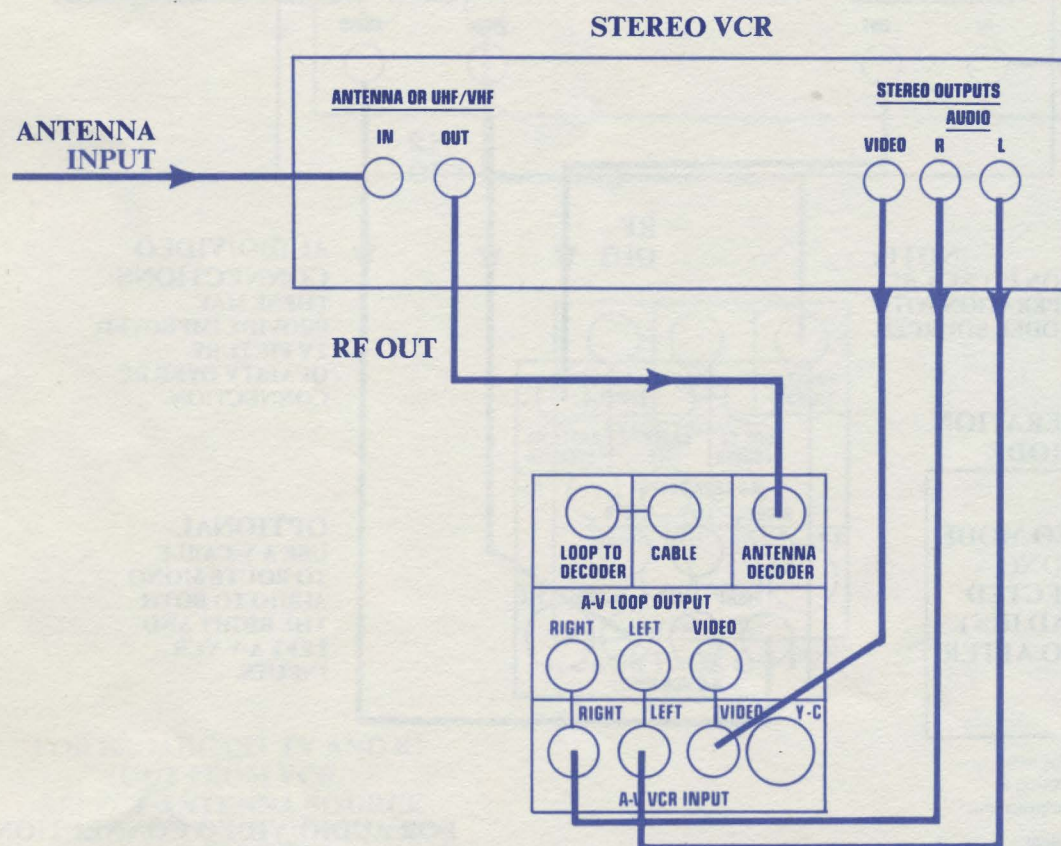 STEREO VCR
ANTENNA OR UHF/VHF
IN OUT
STEREO OUTPUTS
AUDIO
VIDEO R L
ANTENNA
INPUT
RF OUT
LOOP TO
DECODER
CABLE
ANTENNA
DECODER
A-V LOOP OUTPUT
RIGHT LEFT VIDEO
RIGHT LEFT VIDEO Y-C
A-V VCR INPUT